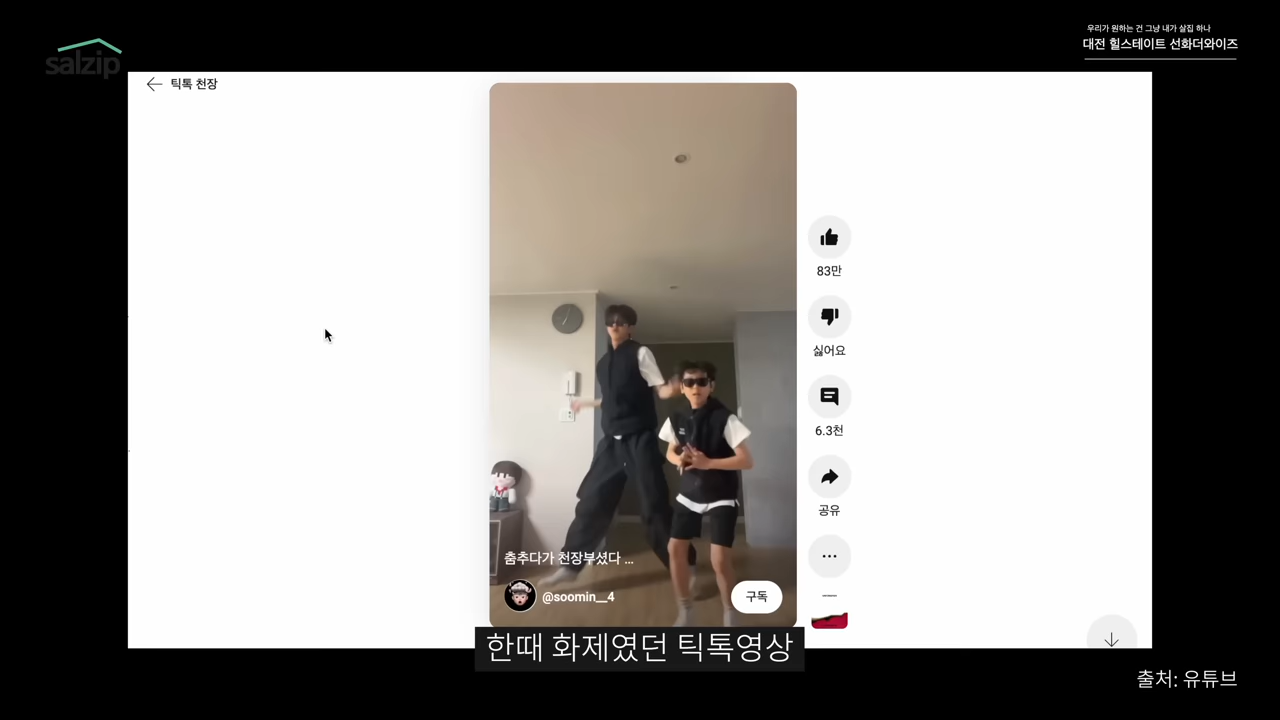 우리가 원하는 건 그냥 내가 살집 하나
대전 힐스테이트 선화더와이즈
salzip
틱톡 천장
83만
싫어요
6.3천
공유
춤추다가 천장부셨다 ...
@soomin__4
구독
한때 화제였던 틱톡영상
출처: 유튜브